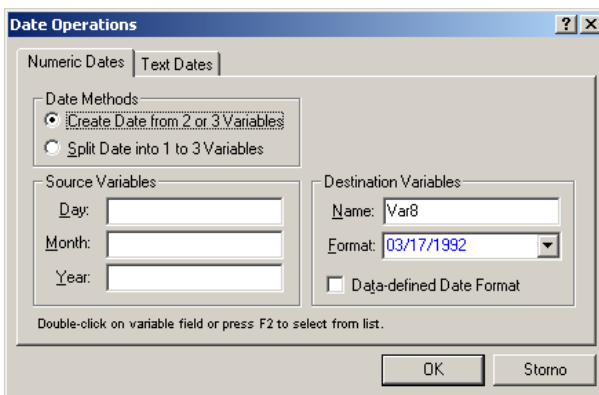 Date Operations
Numeric Dates
Text Dates
Date Methods
Create Date from 2 or 3 Variables
Split Date into 1 to 3 Variables
Source Variables
Day:
Month:
Year:
Destination Variables
Name: Var8
Format: 03/17/1992
Data-defined Date Format
Double-click on variable field or press F2 to select from list.
OK
Storno